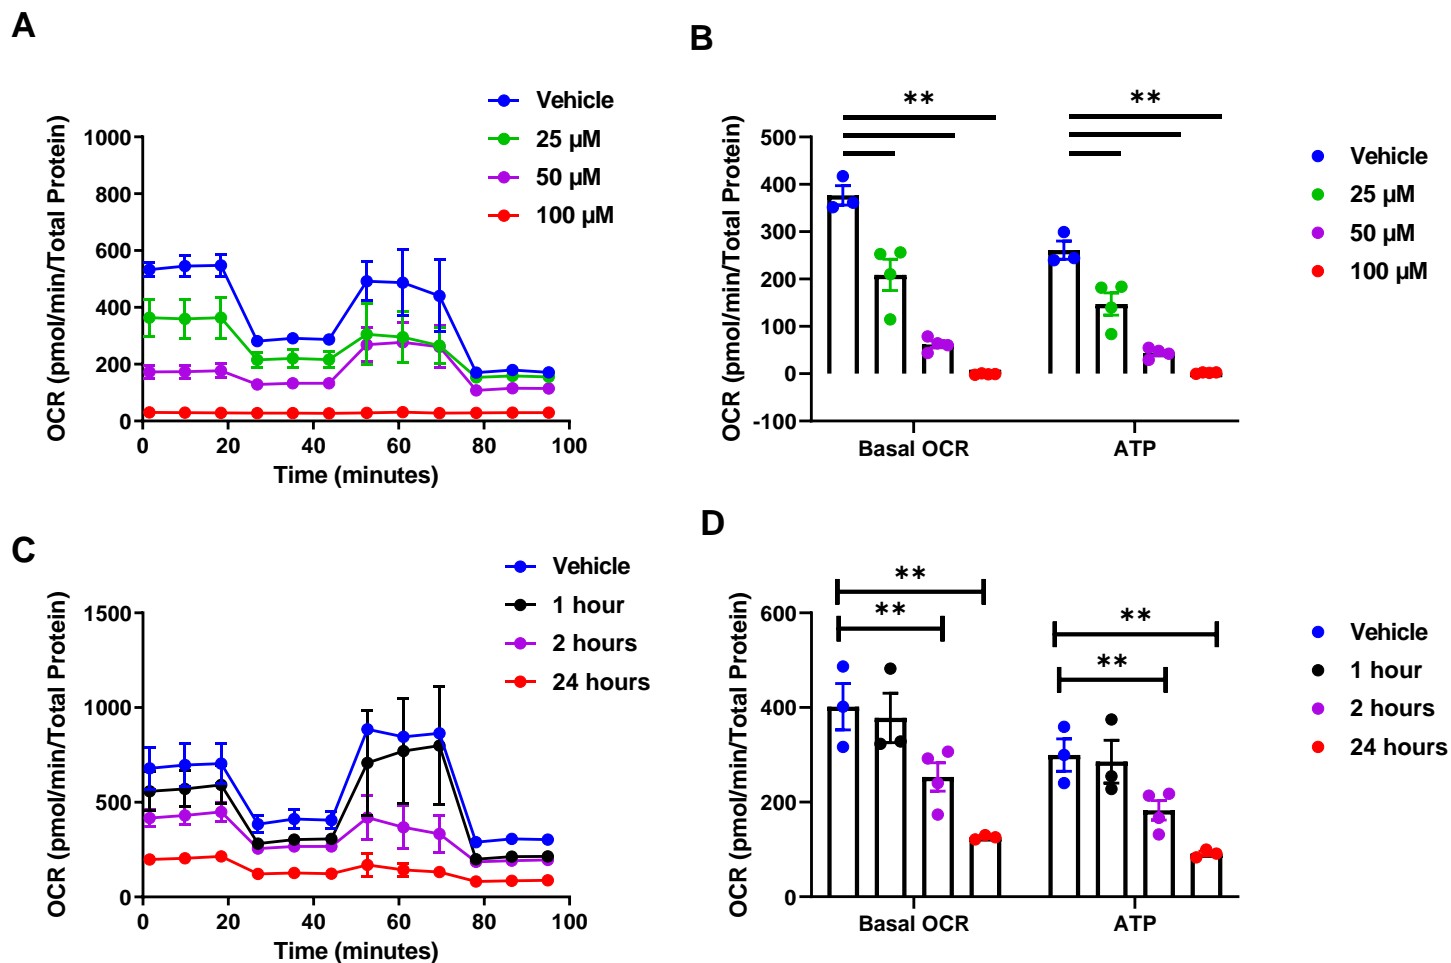 A
Vehicle
25 µM
50 µM
100 µM
OCR (pmol/min/Total Protein)
1000
800
600
400
200
0
0 20 40 60 80 100
Time (minutes)
B
** **
Vehicle
25 µM
50 µM
100 µM
OCR (pmol/min/Total Protein)
500
400
300
200
100
0
-100
Basal OCR ATP
C
Vehicle
1 hour
2 hours
24 hours
OCR (pmol/min/Total Protein)
1500
1000
500
0
0 20 40 60 80 100
Time (minutes)
D
**
**
**
**
Vehicle
1 hour
2 hours
24 hours
OCR (pmol/min/Total Protein)
600
400
200
0
Basal OCR ATP